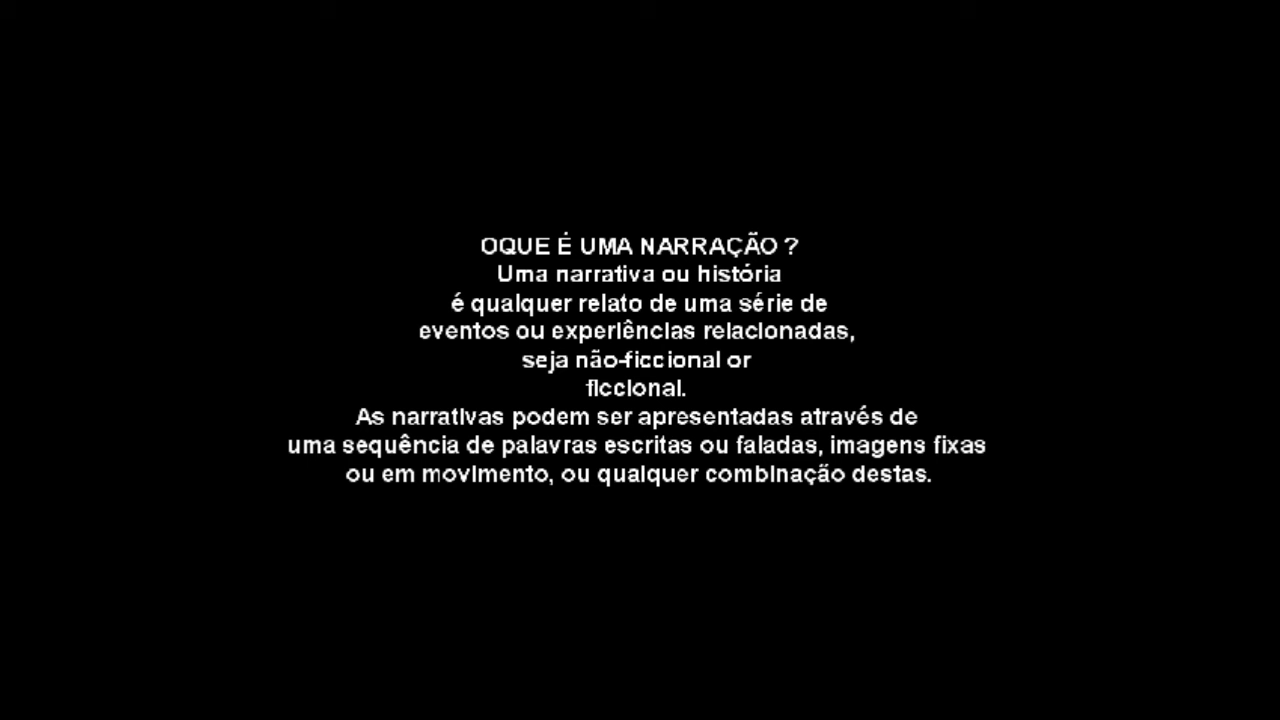 OQUE É UMA NARRAÇÃO ?
Uma narrativa ou história
é qualquer relato de uma série de
eventos ou experiências relacionadas,
seja não-ficcional or
ficcional.
As narrativas podem ser apresentadas através de
uma sequência de palavras escritas ou faladas, imagens fixas
ou em movimento, ou qualquer combinação destas.